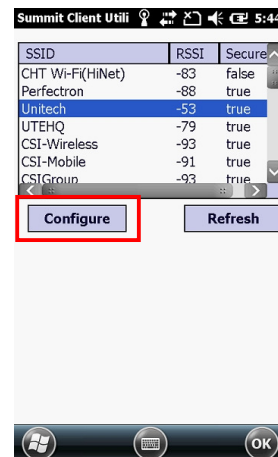 Summit Client Utili 5:44
SSID RSSI Secure
CHT Wi-Fi(HiNet) -83 false
Perfectron -88 true
Unitech -53 true
UTEHQ -79 true
CSI-Wireless -93 true
CSI-Mobile -91 true
CSIGroup -93 true
Configure Refresh
OK